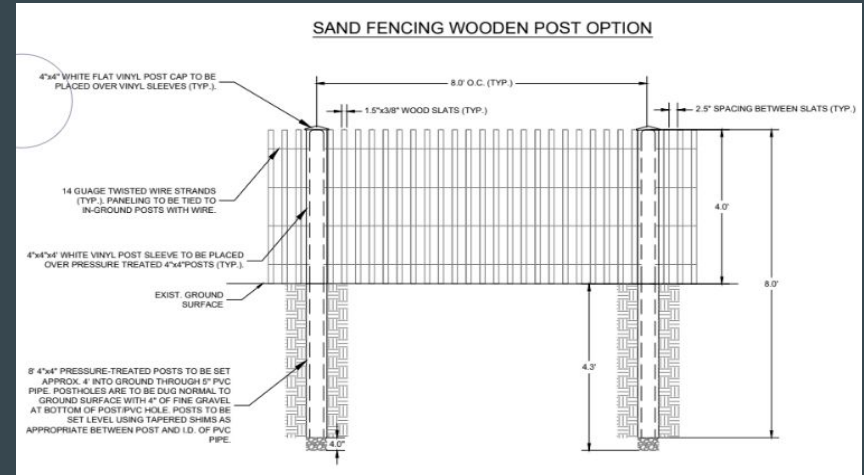 SAND FENCING WOODEN POST OPTION
4"x4" WHITE FLAT VINYL POST CAP TO BE
PLACED OVER VINYL SLEEVES (TYP.).
8.0' O.C. (TYP.)
1.5"x3/8" WOOD SLATS (TYP.)
2.5" SPACING BETWEEN SLATS (TYP.)
14 GUAGE TWISTED WIRE STRANDS
(TYP.). PANELING TO BE TIED TO
IN-GROUND POSTS WITH WIRE.
4.0'
4"x4"x4' WHITE VINYL POST SLEEVE TO BE PLACED
OVER PRESSURE TREATED 4"x4"POSTS (TYP.).
8.0'
EXIST. GROUND
SURFACE
4.3'
8' 4"x4" PRESSURE-TREATED POSTS TO BE SET
APPROX. 4' INTO GROUND THROUGH 5" PVC
PIPE. POSTHOLES ARE TO BE DUG NORMAL TO
GROUND SURFACE WITH 4" OF FINE GRAVEL
AT BOTTOM OF POST/PVC HOLE. POSTS TO BE
SET LEVEL USING TAPERED SHIMS AS
APPROPRIATE BETWEEN POST AND I.D. OF PVC
PIPE.
4.0"